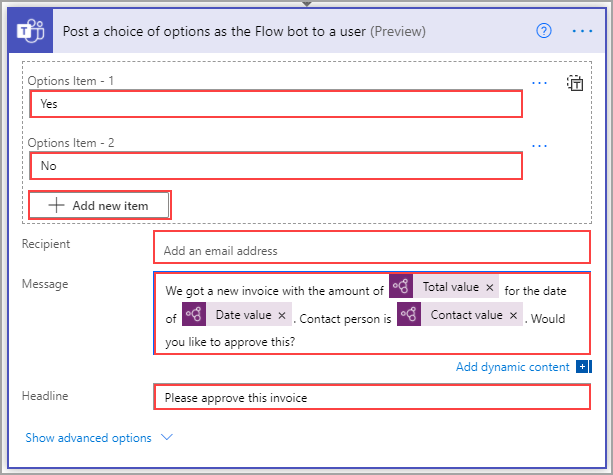 Post a choice of options as the Flow bot to a user (Preview)
Options Item - 1
Yes
Options Item - 2
No
Add new item
Recipient
Add an email address
Message
We got a new invoice with the amount of Total value × for the date
of Date value × . Contact person is Contact value × . Would
you like to approve this?
Add dynamic content
Headline
Please approve this invoice
Show advanced options